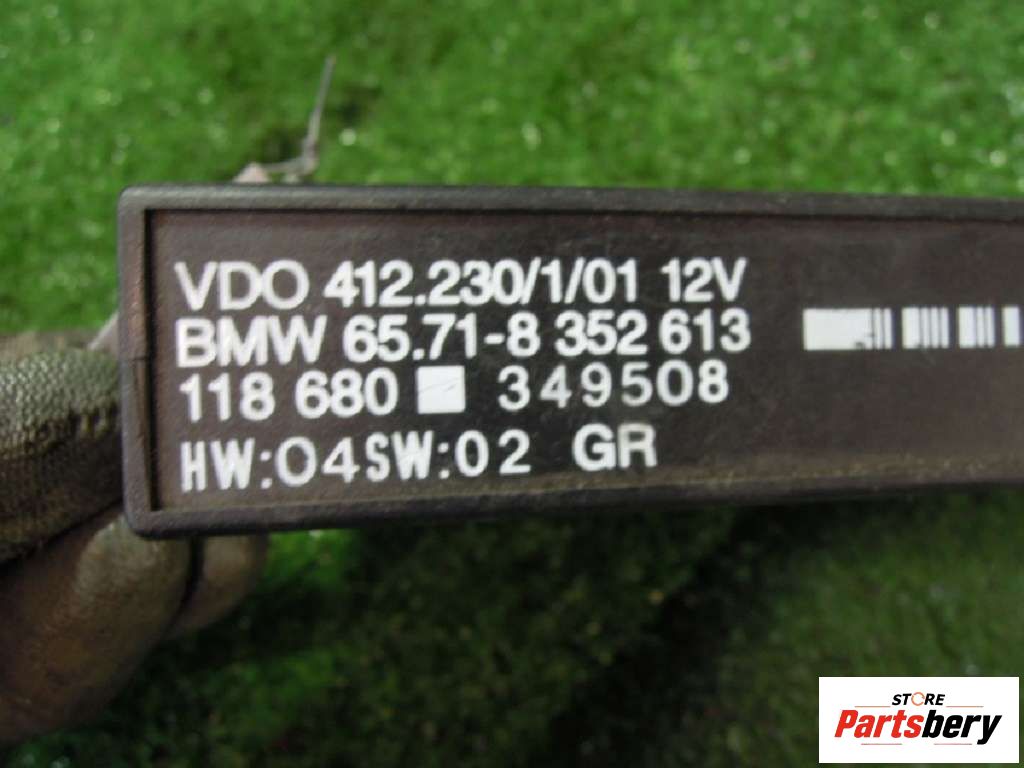 VDO 412.230/1/01 12V
BMW 65.71-8 352 613
118 680 349508
HW:04SW:02 GR
STORE
Partsbery